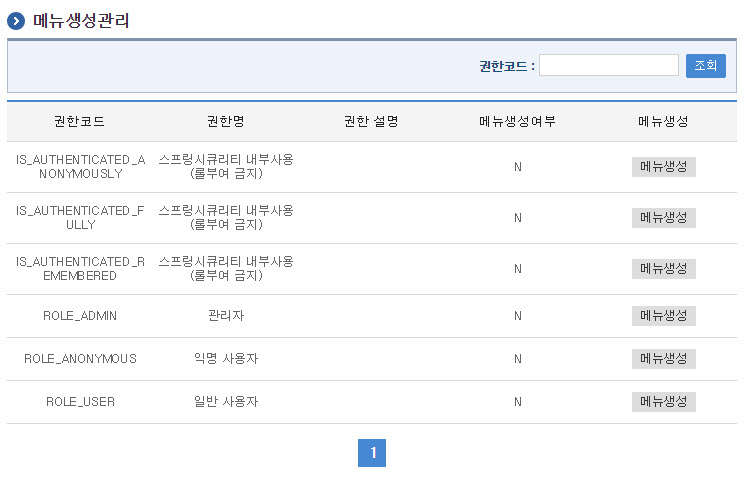 메뉴생성관리
권한코드 : 조회
권한코드 권한명 권한 설명 메뉴생성여부 메뉴생성
IS_AUTHENTICATED_A 스프링시큐리티 내부사용
NONYMOUSLY (롤부여 금지) N 메뉴생성
IS_AUTHENTICATED_F 스프링시큐리티 내부사용
ULLY (롤부여 금지) N 메뉴생성
IS_AUTHENTICATED_R 스프링시큐리티 내부사용
EMEMBERED (롤부여 금지) N 메뉴생성
ROLE_ADMIN 관리자 N 메뉴생성
ROLE_ANONYMOUS 익명 사용자 N 메뉴생성
ROLE_USER 일반 사용자 N 메뉴생성
1